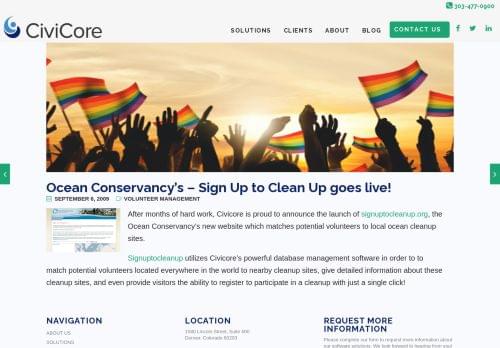 303-477-0900
CiviCore
SOLUTIONS CLIENTS ABOUT BLOG CONTACT US
Ocean Conservancy's – Sign Up to Clean Up goes live!
SEPTEMBER 8, 2009 VOLUNTEER MANAGEMENT
After months of hard work, Civicore is proud to announce the launch of signuptocleanup.org, the
Ocean Conservancy's new website which matches potential volunteers to local ocean cleanup
sites.
Signuptocleanup utilizes Civicore's powerful database management software in order to to
match potential volunteers located everywhere in the world to nearby cleanup sites, give detailed information about these
cleanup sites, and even provide visitors the ability to register to participate in a cleanup with just a single click!
NAVIGATION
ABOUT US
SOLUTIONS
LOCATION
1580 Lincoln Street, Suite 600
Denver, Colorado 80203
REQUEST MORE
INFORMATION
Please complete our form to request more information about
our software solutions. We look forward to hearing from you!